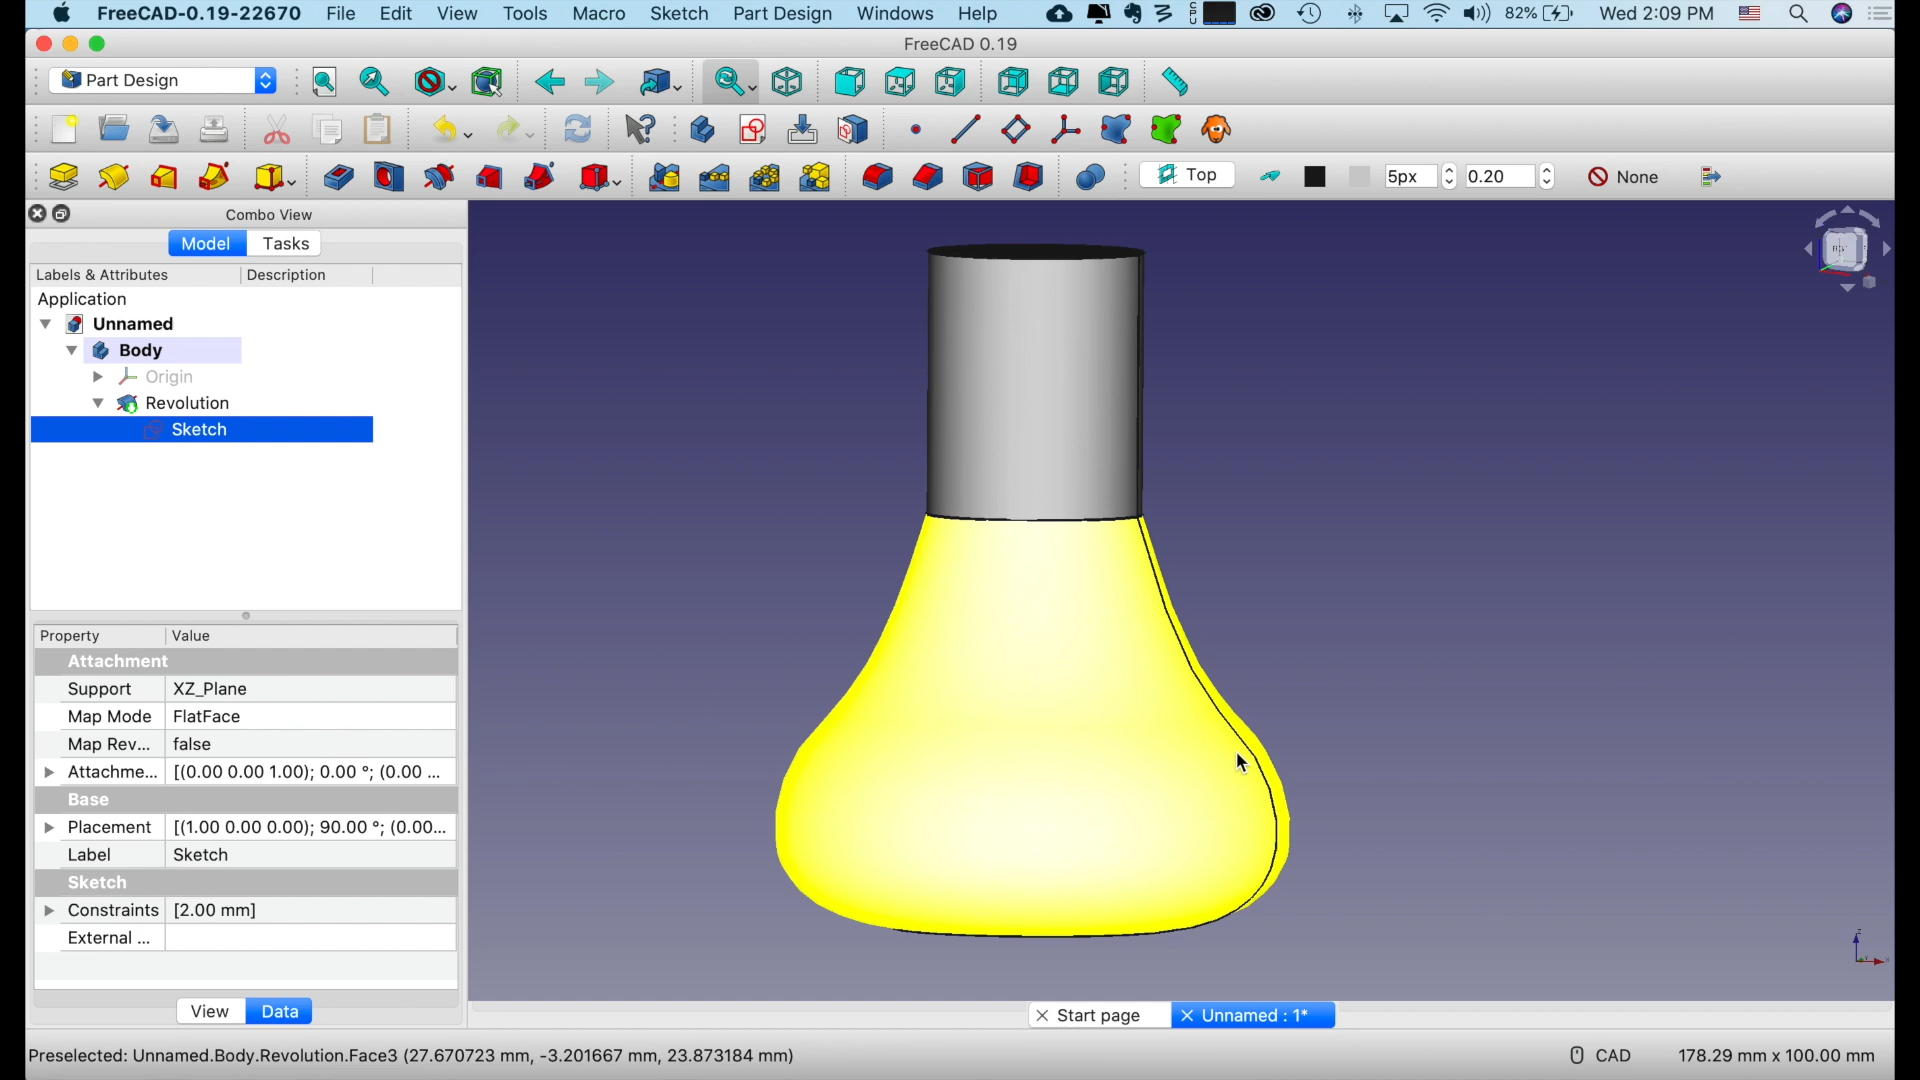 FreeCAD-0.19-22670 File Edit View Tools Macro Sketch Part Design Windows Help 82% Wed 2:09 PM
FreeCAD 0.19
Part Design
Top 5px 0.20 None
Combo View
Model Tasks
Labels & Attributes Description
Application
Unnamed
Body
Origin
Revolution
Sketch
Property Value
Attachment
Support XZ_Plane
Map Mode FlatFace
Map Rev... false
Attachme... [(0.00 0.00 1.00); 0.00 °; (0.00 ...
Base
Placement [(1.00 0.00 0.00); 90.00 °; (0.00...
Label Sketch
Sketch
Constraints [2.00 mm]
External ...
View Data
Start page Unnamed : 1*
Preselected: Unnamed.Body.Revolution.Face3 (27.670723 mm, -3.201667 mm, 23.873184 mm) CAD 178.29 mm x 100.00 mm